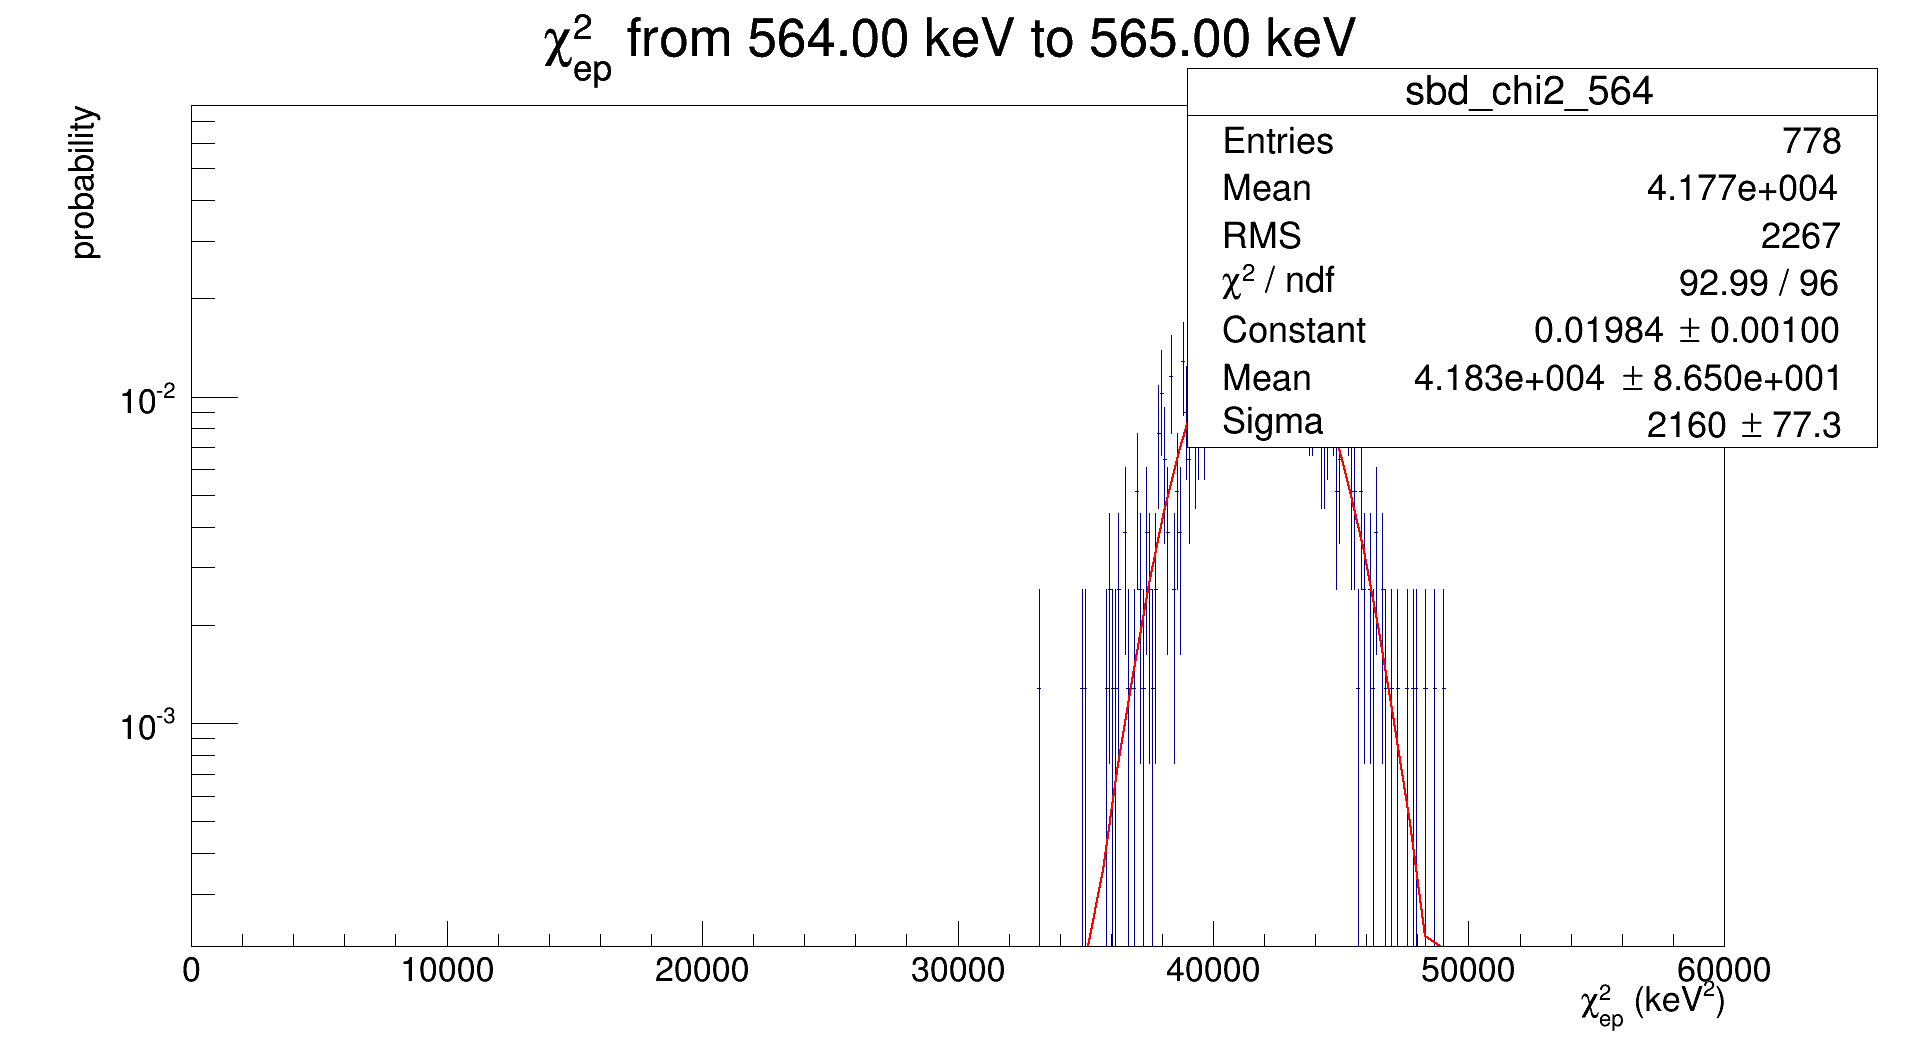 χ²ep from 564.00 keV to 565.00 keV
probability
sbd_chi2_564
Entries 778
Mean 4.177e+004
RMS 2267
χ² / ndf 92.99 / 96
Constant 0.01984 ± 0.00100
Mean 4.183e+004 ± 8.650e+001
Sigma 2160 ± 77.3
10⁻²
10⁻³
0 10000 20000 30000 40000 50000 60000
χ²ep (keV²)